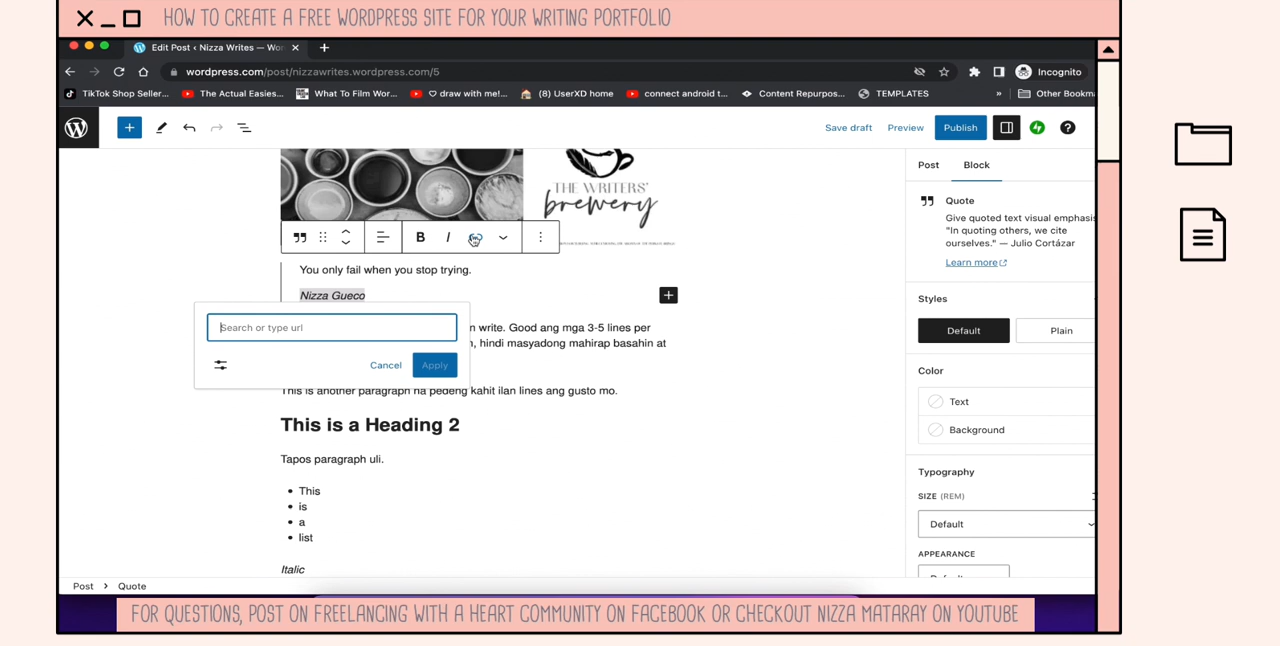 HOW TO CREATE A FREE WORDPRESS SITE FOR YOUR WRITING PORTFOLIO
Edit Post ‹ Nizza Writes — Wor
wordpress.com/post/nizzawrites.wordpress.com/5
Incognito
TikTok Shop Seller...
The Actual Easies...
What To Film Wor...
♡ draw with me!...
(8) UserXD home
connect android t...
Content Repurpos...
TEMPLATES
»
Other Bookma
Save draft
Preview
Publish
THE WRITERS'
brewery
Post
Block
Quote
Give quoted text visual emphasis
"In quoting others, we cite
ourselves." — Julio Cortázar
Learn more
B I
You only fail when you stop trying.
Nizza Gueco
Search or type url
Cancel
Apply
n write. Good ang mga 3-5 lines per
, hindi masyadong mahirap basahin at
This is another paragraph na pedeng kahit ilan lines ang gusto mo.
This is a Heading 2
Tapos paragraph uli.
• This
• is
• a
• list
Italic
Styles
Default
Plain
Color
Text
Background
Typography
SIZE (REM)
Default
APPEARANCE
Default
Post > Quote
FOR QUESTIONS, POST ON FREELANCING WITH A HEART COMMUNITY ON FACEBOOK OR CHECKOUT NIZZA MATARAY ON YOUTUBE